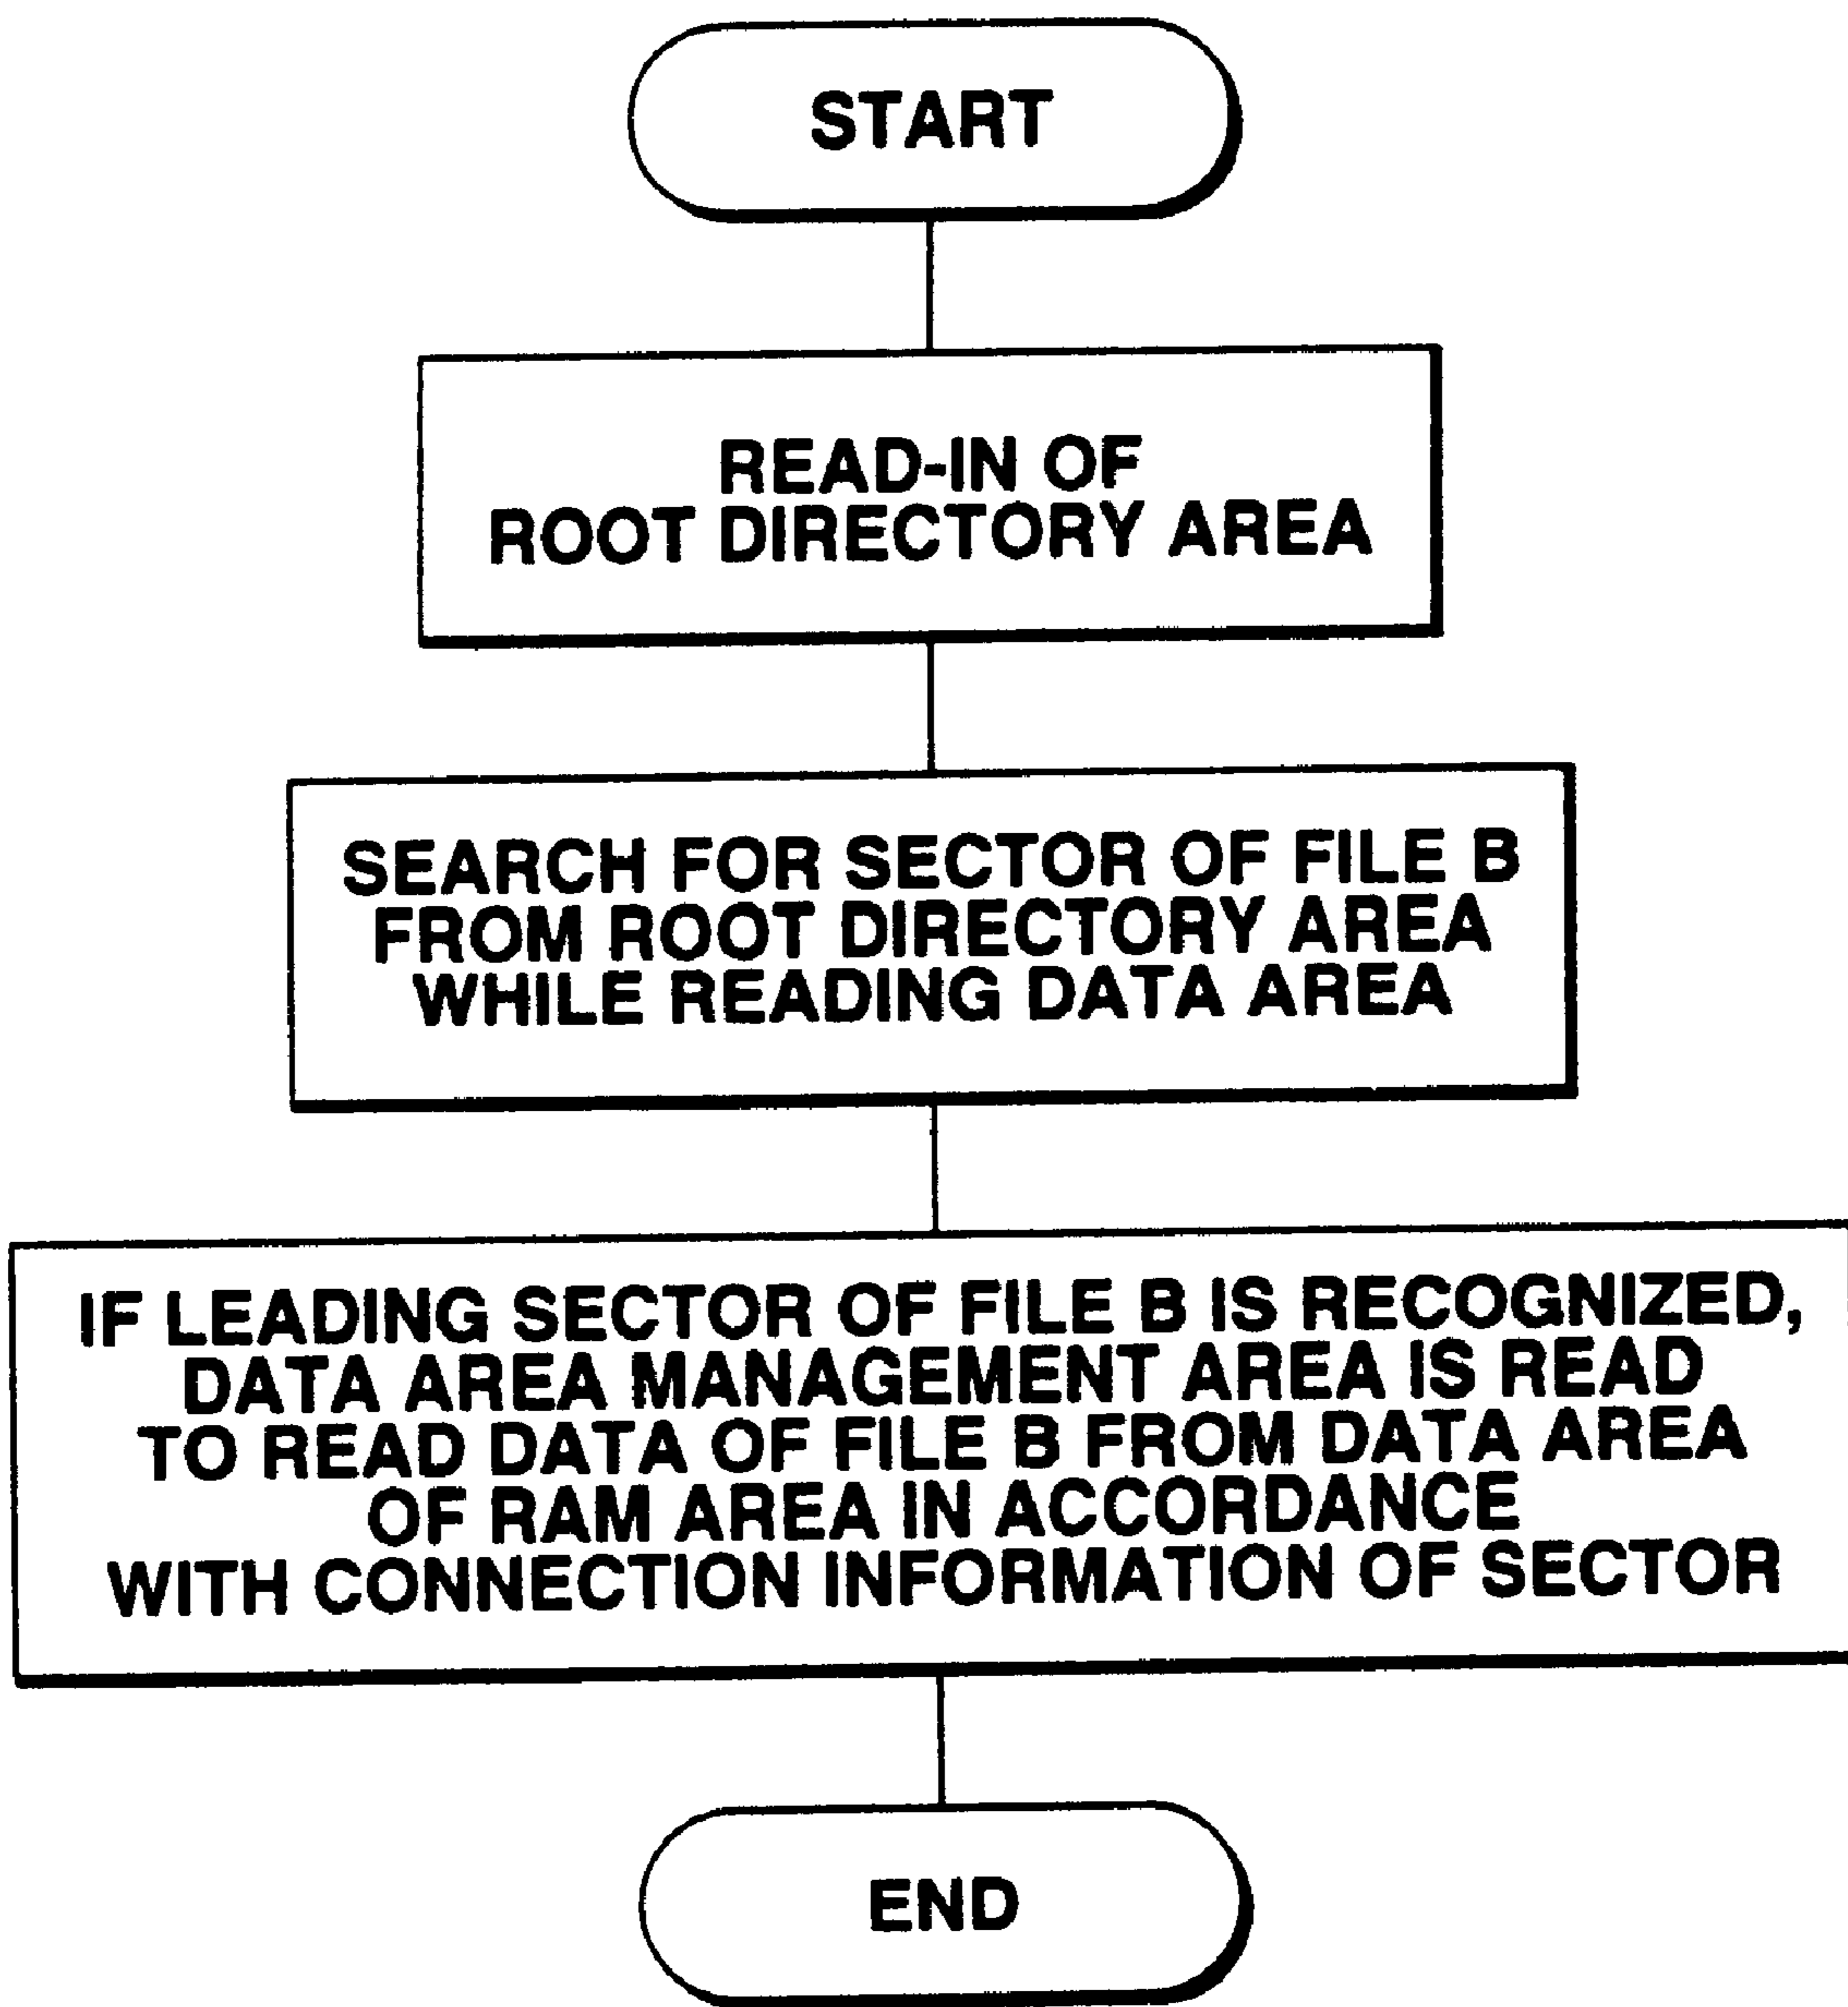 START
READ-IN OF
ROOT DIRECTORY AREA
SEARCH FOR SECTOR OF FILE B
FROM ROOT DIRECTORY AREA
WHILE READING DATA AREA
IF LEADING SECTOR OF FILE B IS RECOGNIZED,
DATA AREA MANAGEMENT AREA IS READ
TO READ DATA OF FILE B FROM DATA AREA
OF RAM AREA IN ACCORDANCE
WITH CONNECTION INFORMATION OF SECTOR
END